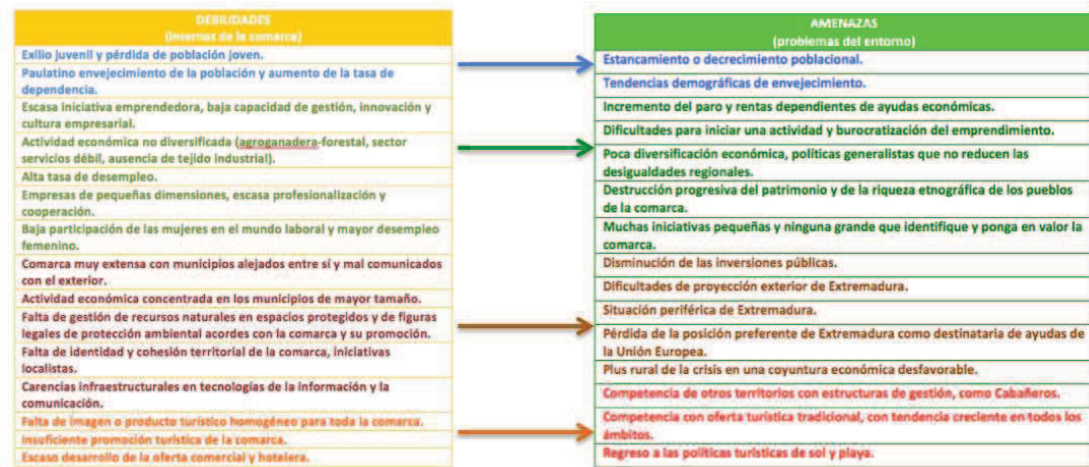 DEBILIDADES
(internas de la comarca)
Exilio juvenil y pérdida de población joven.
Paulatino envejecimiento de la población y aumento de la tasa de
dependencia.
Escasa iniciativa emprendedora, baja capacidad de gestión, innovación y
cultura empresarial.
Actividad económica no diversificada (agroganadera-forestal, sector
servicios débil, ausencia de tejido industrial).
Alta tasa de desempleo.
Empresas de pequeñas dimensiones, escasa profesionalización y
cooperación.
Baja participación de las mujeres en el mundo laboral y mayor desempleo
femenino.
Comarca muy extensa con municipios alejados entre sí y mal comunicados
con el exterior.
Actividad económica concentrada en los municipios de mayor tamaño.
Falta de gestión de recursos naturales en espacios protegidos y de figuras
legales de protección ambiental acordes con la comarca y su promoción.
Falta de identidad y cohesión territorial de la comarca, iniciativas
localistas.
Carencias infraestructurales en tecnologías de la información y la
comunicación.
Falta de imagen o producto turístico homogéneo para toda la comarca.
Insuficiente promoción turística de la comarca.
Escaso desarrollo de la oferta comercial y hotelera.
AMENAZAS
(problemas del entorno)
Estancamiento o decrecimiento poblacional.
Tendencias demográficas de envejecimiento.
Incremento del paro y rentas dependientes de ayudas económicas.
Dificultades para iniciar una actividad y burocratización del emprendimiento.
Poca diversificación económica, políticas generalistas que no reducen las
desigualdades regionales.
Destrucción progresiva del patrimonio y de la riqueza etnográfica de los pueblos
de la comarca.
Muchas iniciativas pequeñas y ninguna grande que identifique y ponga en valor la
comarca.
Disminución de las inversiones públicas.
Dificultades de proyección exterior de Extremadura.
Situación periférica de Extremadura.
Pérdida de la posición preferente de Extremadura como destinataria de ayudas de
la Unión Europea.
Plus rural de la crisis en una coyuntura económica desfavorable.
Competencia de otros territorios con estructuras de gestión, como Cabañeros.
Competencia con oferta turística tradicional, con tendencia creciente en todos los
ámbitos.
Regreso a las políticas turísticas de sol y playa.